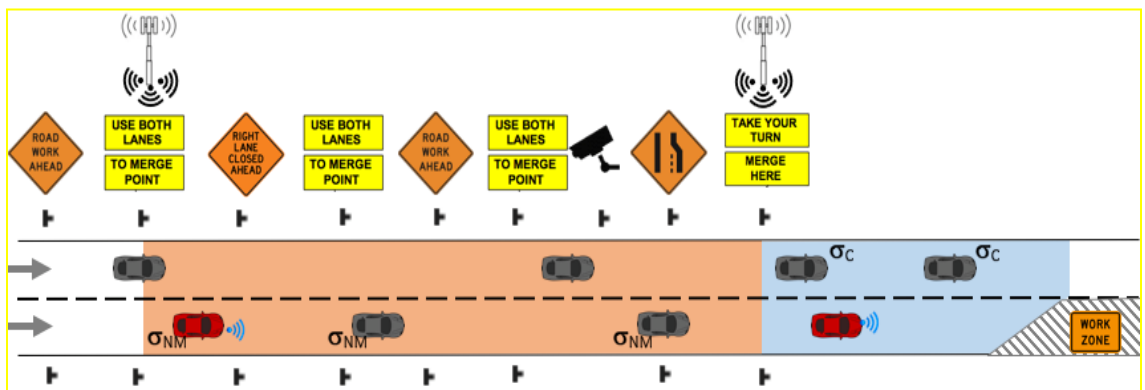 ROAD
WORK
AHEAD
USE BOTH
LANES
TO MERGE
POINT
RIGHT
LANE
CLOSED
AHEAD
USE BOTH
LANES
TO MERGE
POINT
ROAD
WORK
AHEAD
USE BOTH
LANES
TO MERGE
POINT
TAKE YOUR
TURN
MERGE
HERE
σC
σC
σNM
σNM
σNM
WORK
ZONE